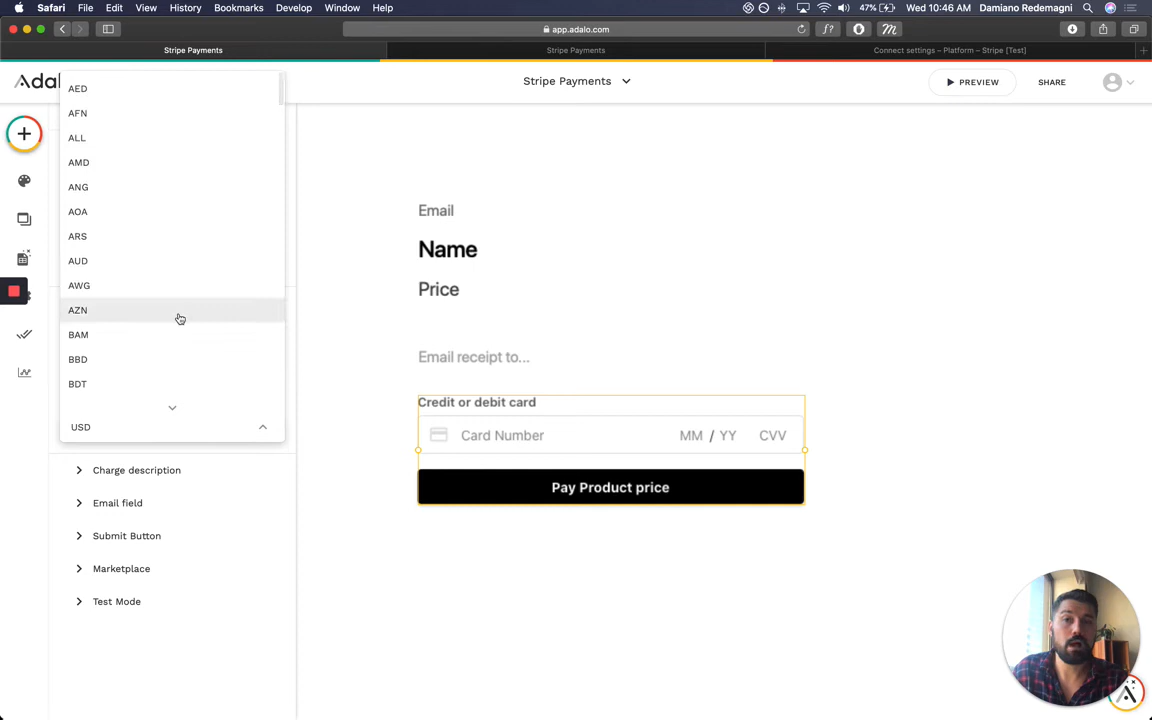 Safari File Edit View History Bookmarks Develop Window Help 47% Wed 10:46 AM Damiano Redemagni
app.adalo.com f?
Stripe Payments Stripe Payments Connect settings – Platform – Stripe [Test]
Stripe Payments PREVIEW SHARE
AED
AFN
ALL
AMD
ANG
AOA
ARS
AUD
AWG
AZN
BAM
BBD
BDT
USD
Charge description
Email field
Submit Button
Marketplace
Test Mode
Email
Name
Price
Email receipt to...
Credit or debit card
Card Number MM / YY CVV
Pay Product price